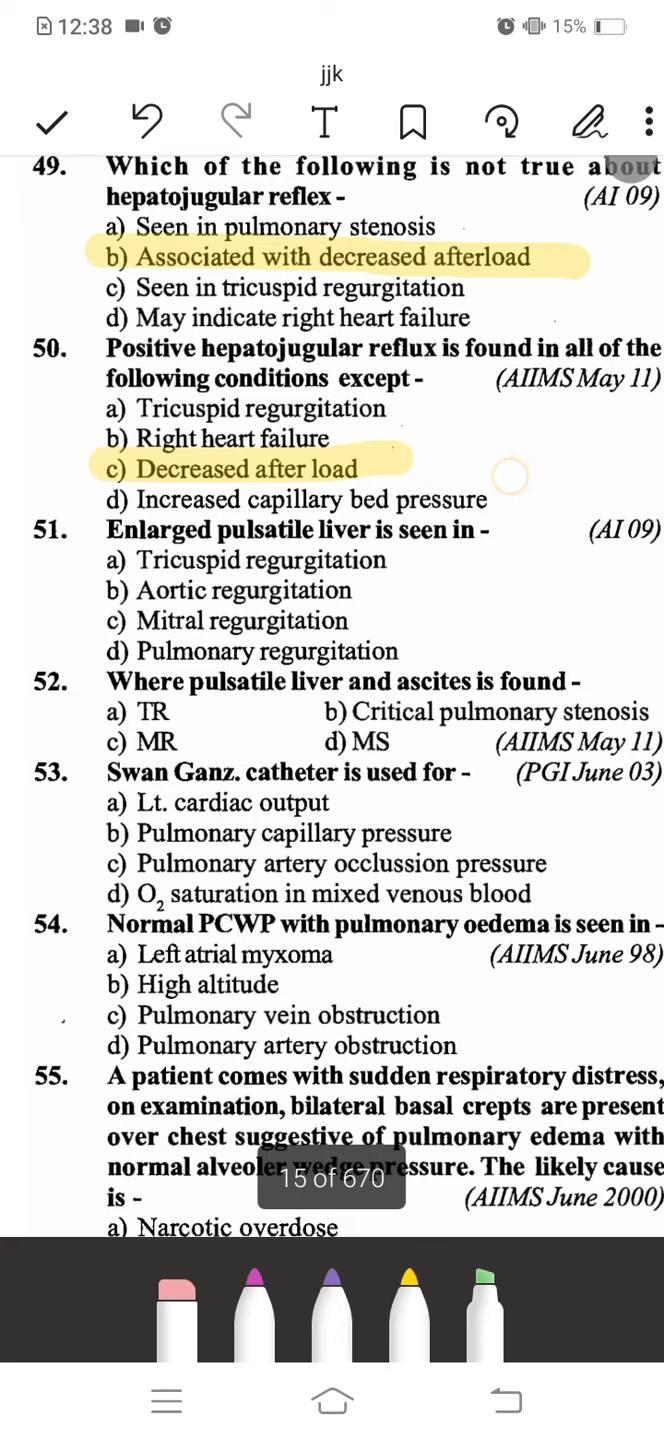 12:38
15%
jjk
T
49. Which of the following is not true about
hepatojugular reflex - (AI 09)
a) Seen in pulmonary stenosis
b) Associated with decreased afterload
c) Seen in tricuspid regurgitation
d) May indicate right heart failure
50. Positive hepatojugular reflux is found in all of the
following conditions except - (AIIMS May 11)
a) Tricuspid regurgitation
b) Right heart failure
c) Decreased after load
d) Increased capillary bed pressure
51. Enlarged pulsatile liver is seen in - (AI 09)
a) Tricuspid regurgitation
b) Aortic regurgitation
c) Mitral regurgitation
d) Pulmonary regurgitation
52. Where pulsatile liver and ascites is found -
a) TR b) Critical pulmonary stenosis
c) MR d) MS (AIIMS May 11)
53. Swan Ganz. catheter is used for - (PGI June 03)
a) Lt. cardiac output
b) Pulmonary capillary pressure
c) Pulmonary artery occlussion pressure
d) O₂ saturation in mixed venous blood
54. Normal PCWP with pulmonary oedema is seen in -
a) Left atrial myxoma (AIIMS June 98)
b) High altitude
c) Pulmonary vein obstruction
d) Pulmonary artery obstruction
55. A patient comes with sudden respiratory distress,
on examination, bilateral basal crepts are present
over chest suggestive of pulmonary edema with
normal alveoler wedge pressure. The likely cause
15 of 670
is - (AIIMS June 2000)
a) Narcotic overdose